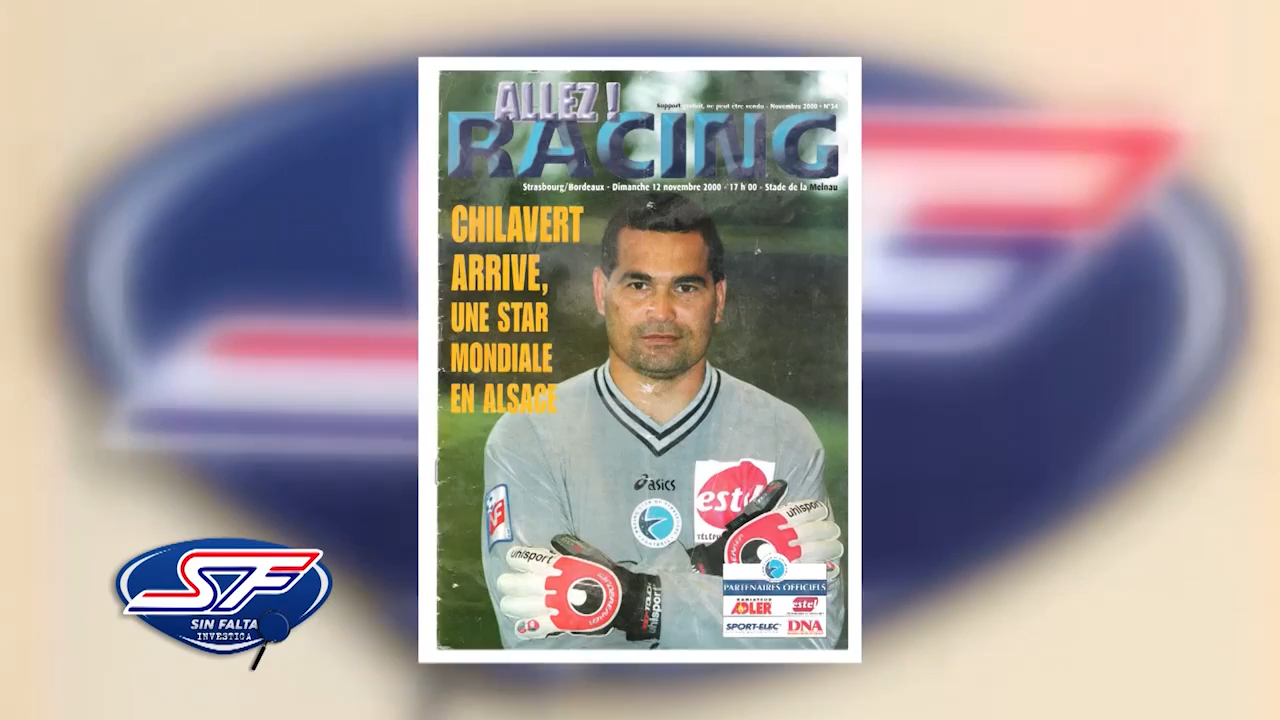 ALLEZ !
Support gratuit, ne peut être vendu - Novembre 2000 • N°34
RACING
Strasbourg/Bordeaux - Dimanche 12 novembre 2000 - 17 h 00 - Stade de la Meinau
CHILAVERT
ARRIVE,
UNE STAR
MONDIALE
EN ALSACE
asics
estel
uhlsport
uhlsport
uhlsport
PARTENAIRES OFFICIELS
ADLER
estel
SPORT-ELEC
DNA
SF
SIN FALTA
INVESTIGA